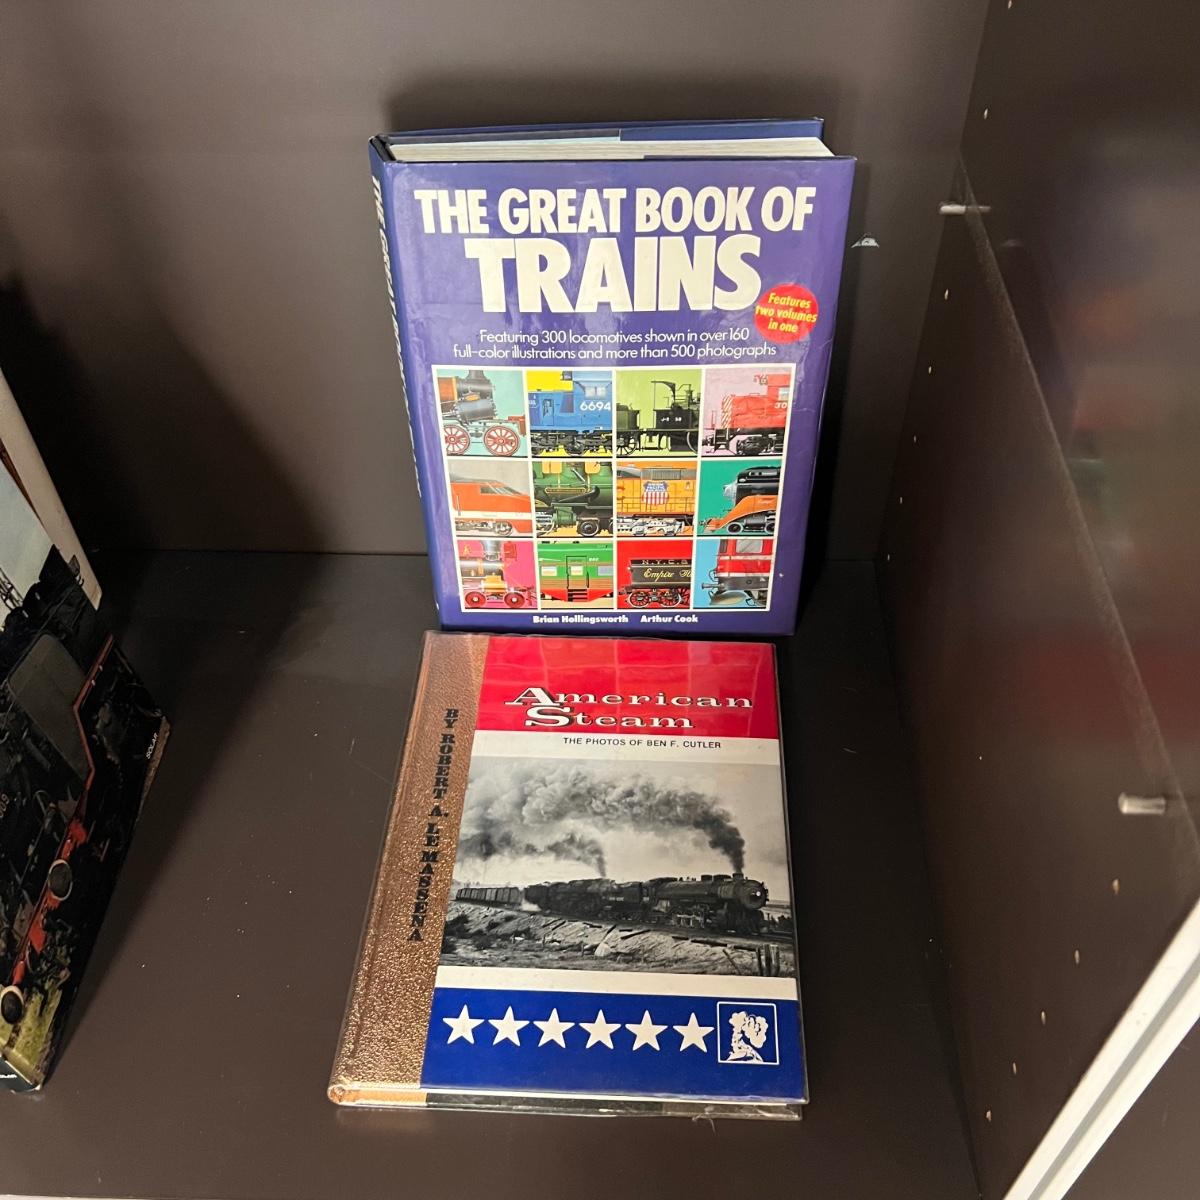 THE GREAT BOOK OF
TRAINS
Features
two volumes
in one
Featuring 300 locomotives shown in over 160
full-color illustrations and more than 500 photographs
6694
30
N.Y.C.S
Empire
Brian Hollingsworth Arthur Cook
American
Steam
THE PHOTOS OF BEN F. CUTLER
BY ROBERT A. LE MASSENA
SOLAR